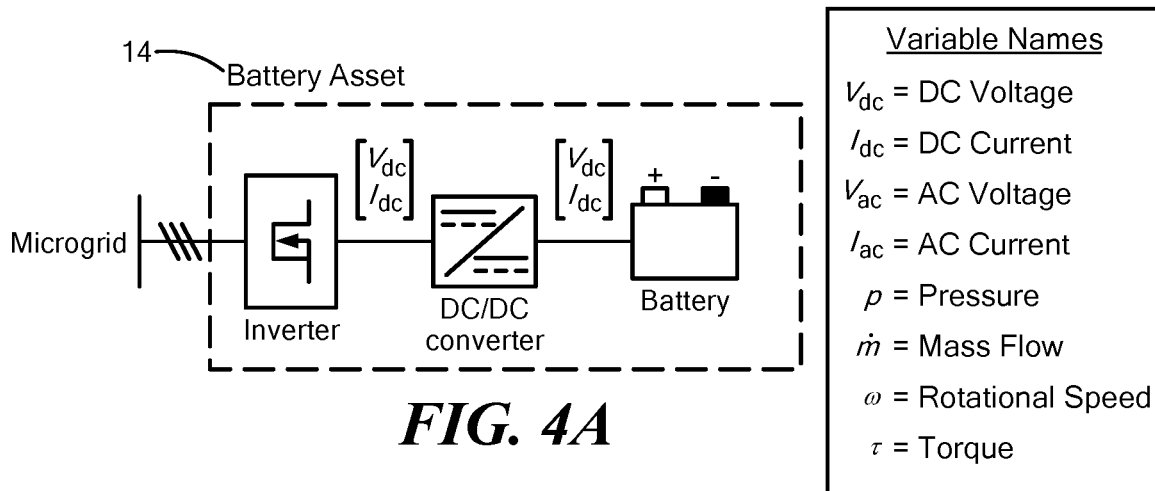 14
Battery Asset
Microgrid
Inverter
[V_dc
I_dc]
DC/DC
converter
[V_dc
I_dc]
+ -
Battery
FIG. 4A
Variable Names
V_dc = DC Voltage
I_dc = DC Current
V_ac = AC Voltage
I_ac = AC Current
p = Pressure
ṁ = Mass Flow
ω = Rotational Speed
τ = Torque